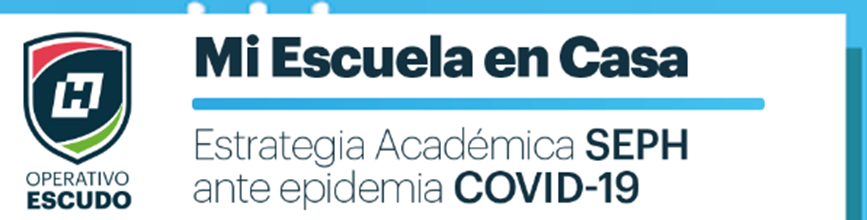 Mi Escuela en Casa
Estrategia Académica SEPH
ante epidemia COVID-19
H
OPERATIVO
ESCUDO